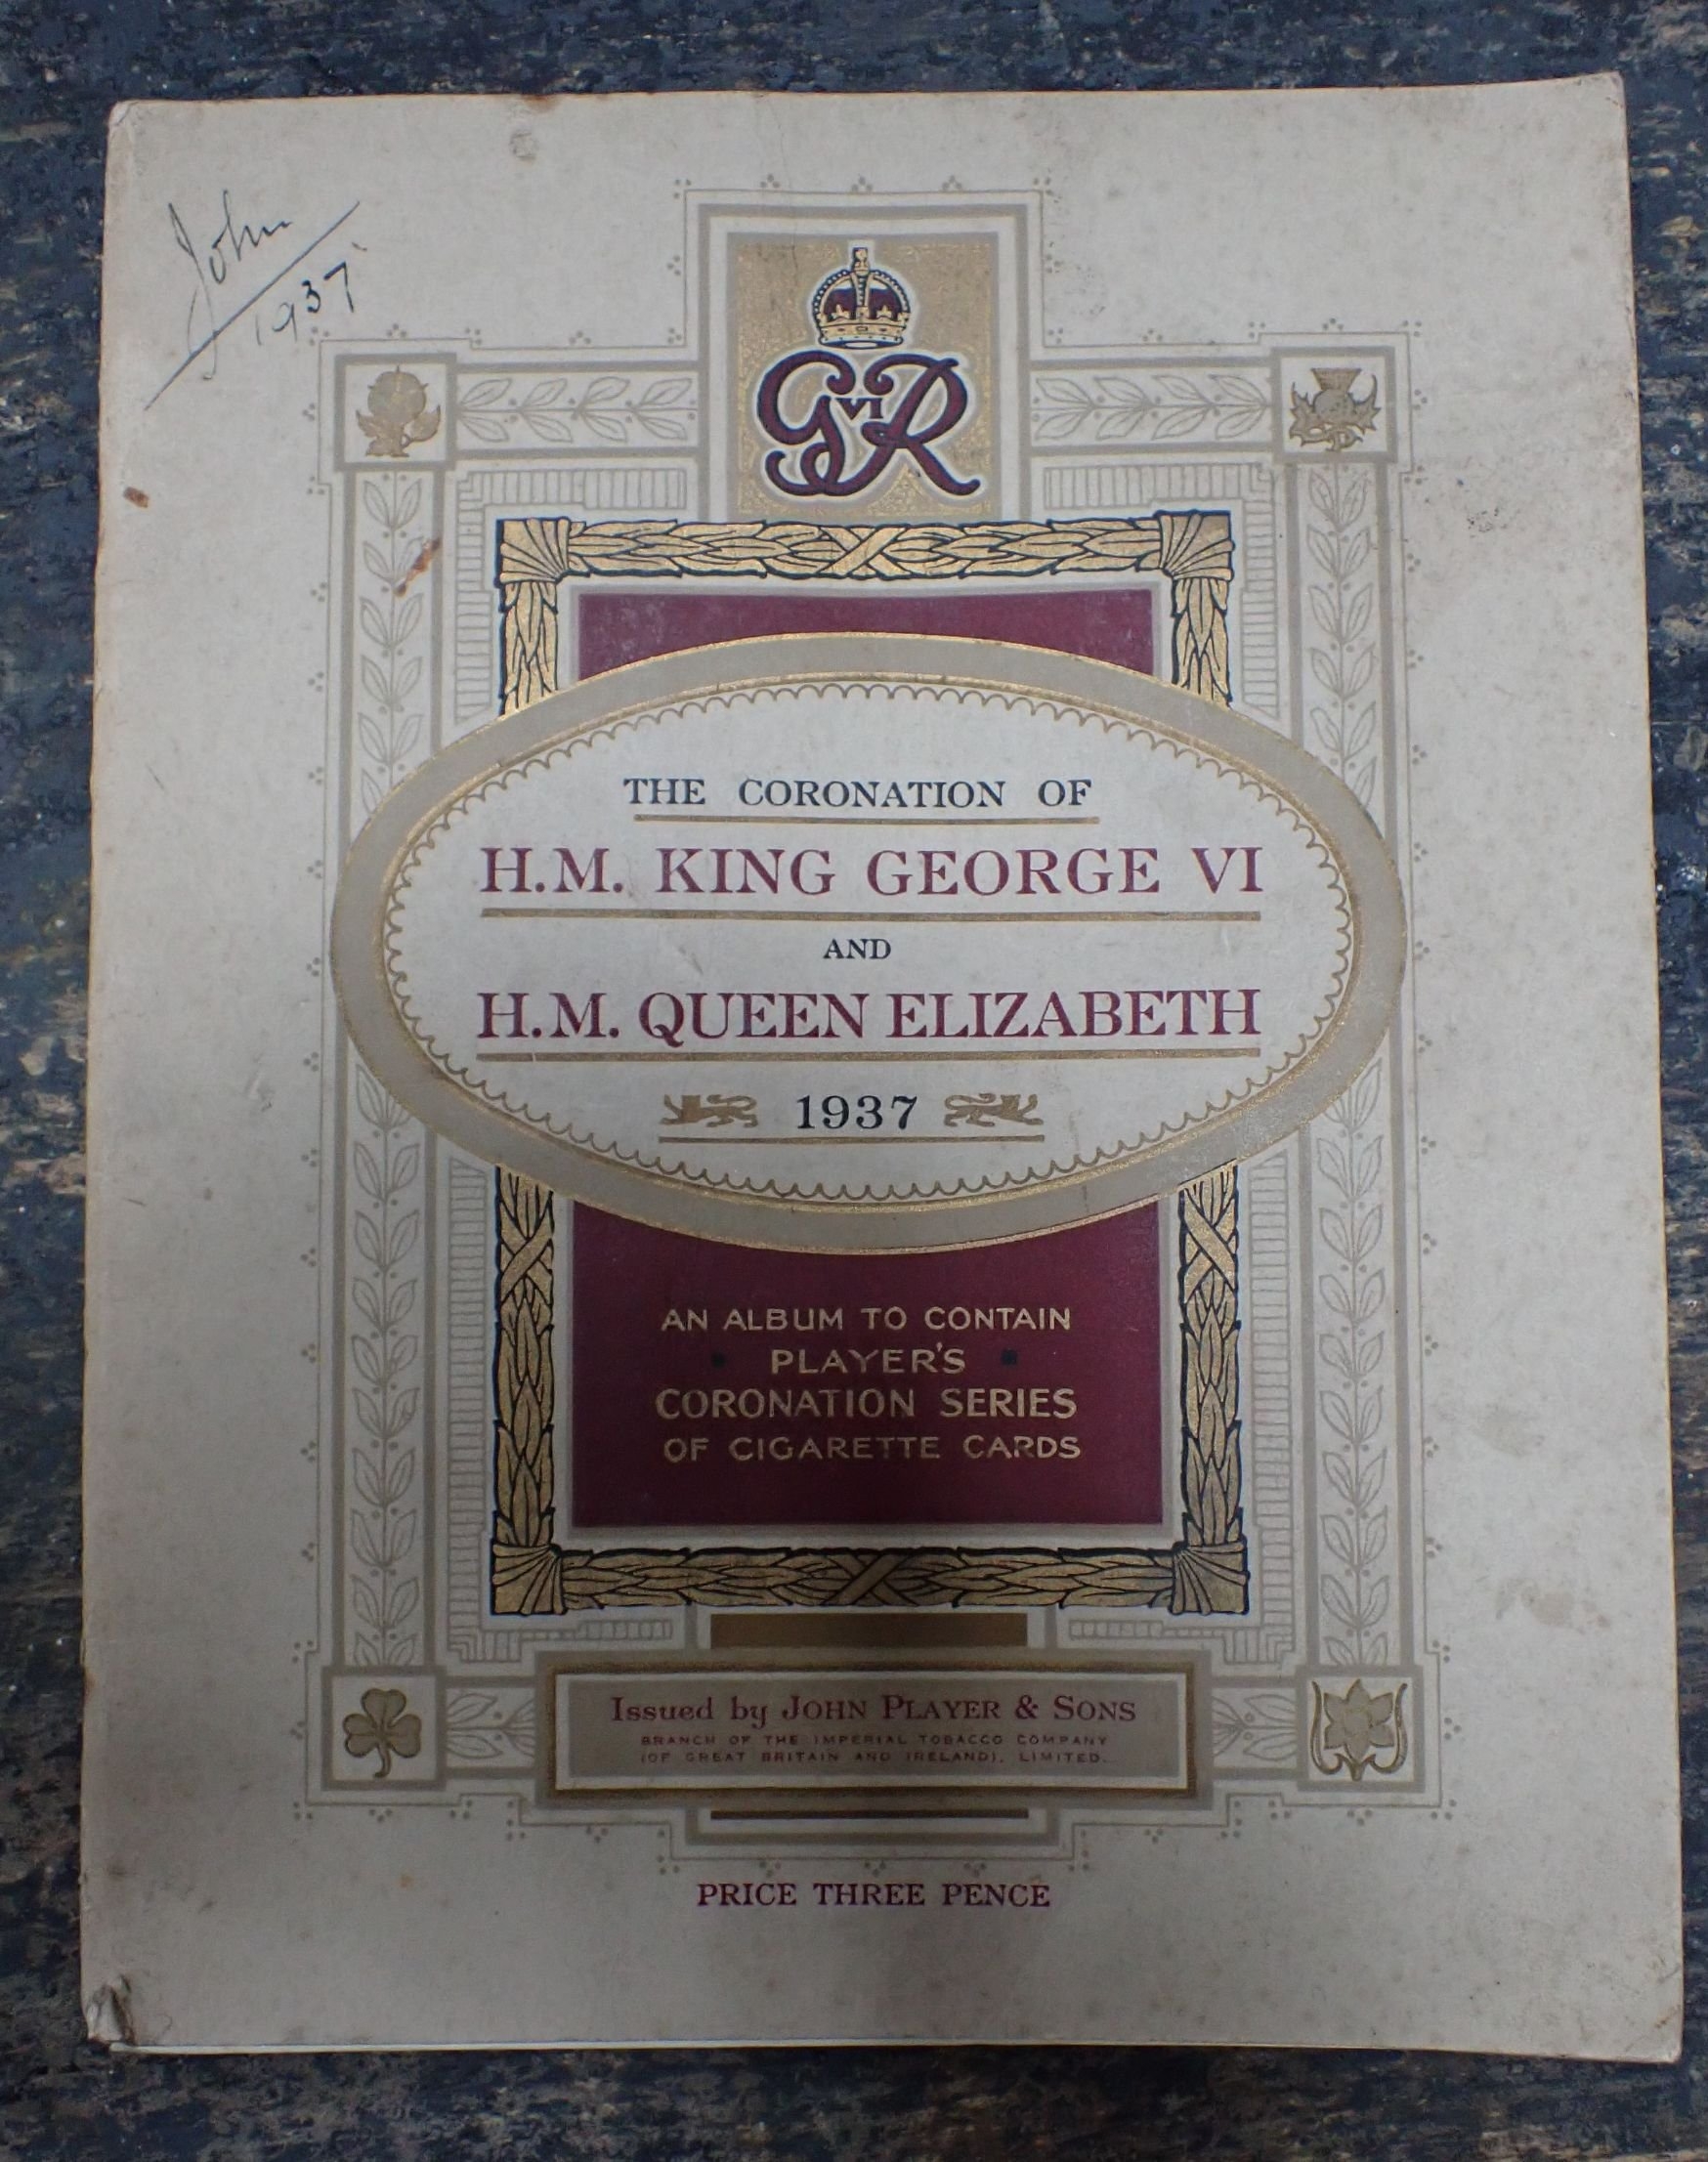 John
1937
G VI R
THE CORONATION OF
H.M. KING GEORGE VI
AND
H.M. QUEEN ELIZABETH
1937
AN ALBUM TO CONTAIN
PLAYER'S
CORONATION SERIES
OF CIGARETTE CARDS
Issued by JOHN PLAYER & SONS
BRANCH OF THE IMPERIAL TOBACCO COMPANY
(OF GREAT BRITAIN AND IRELAND), LIMITED.
PRICE THREE PENCE